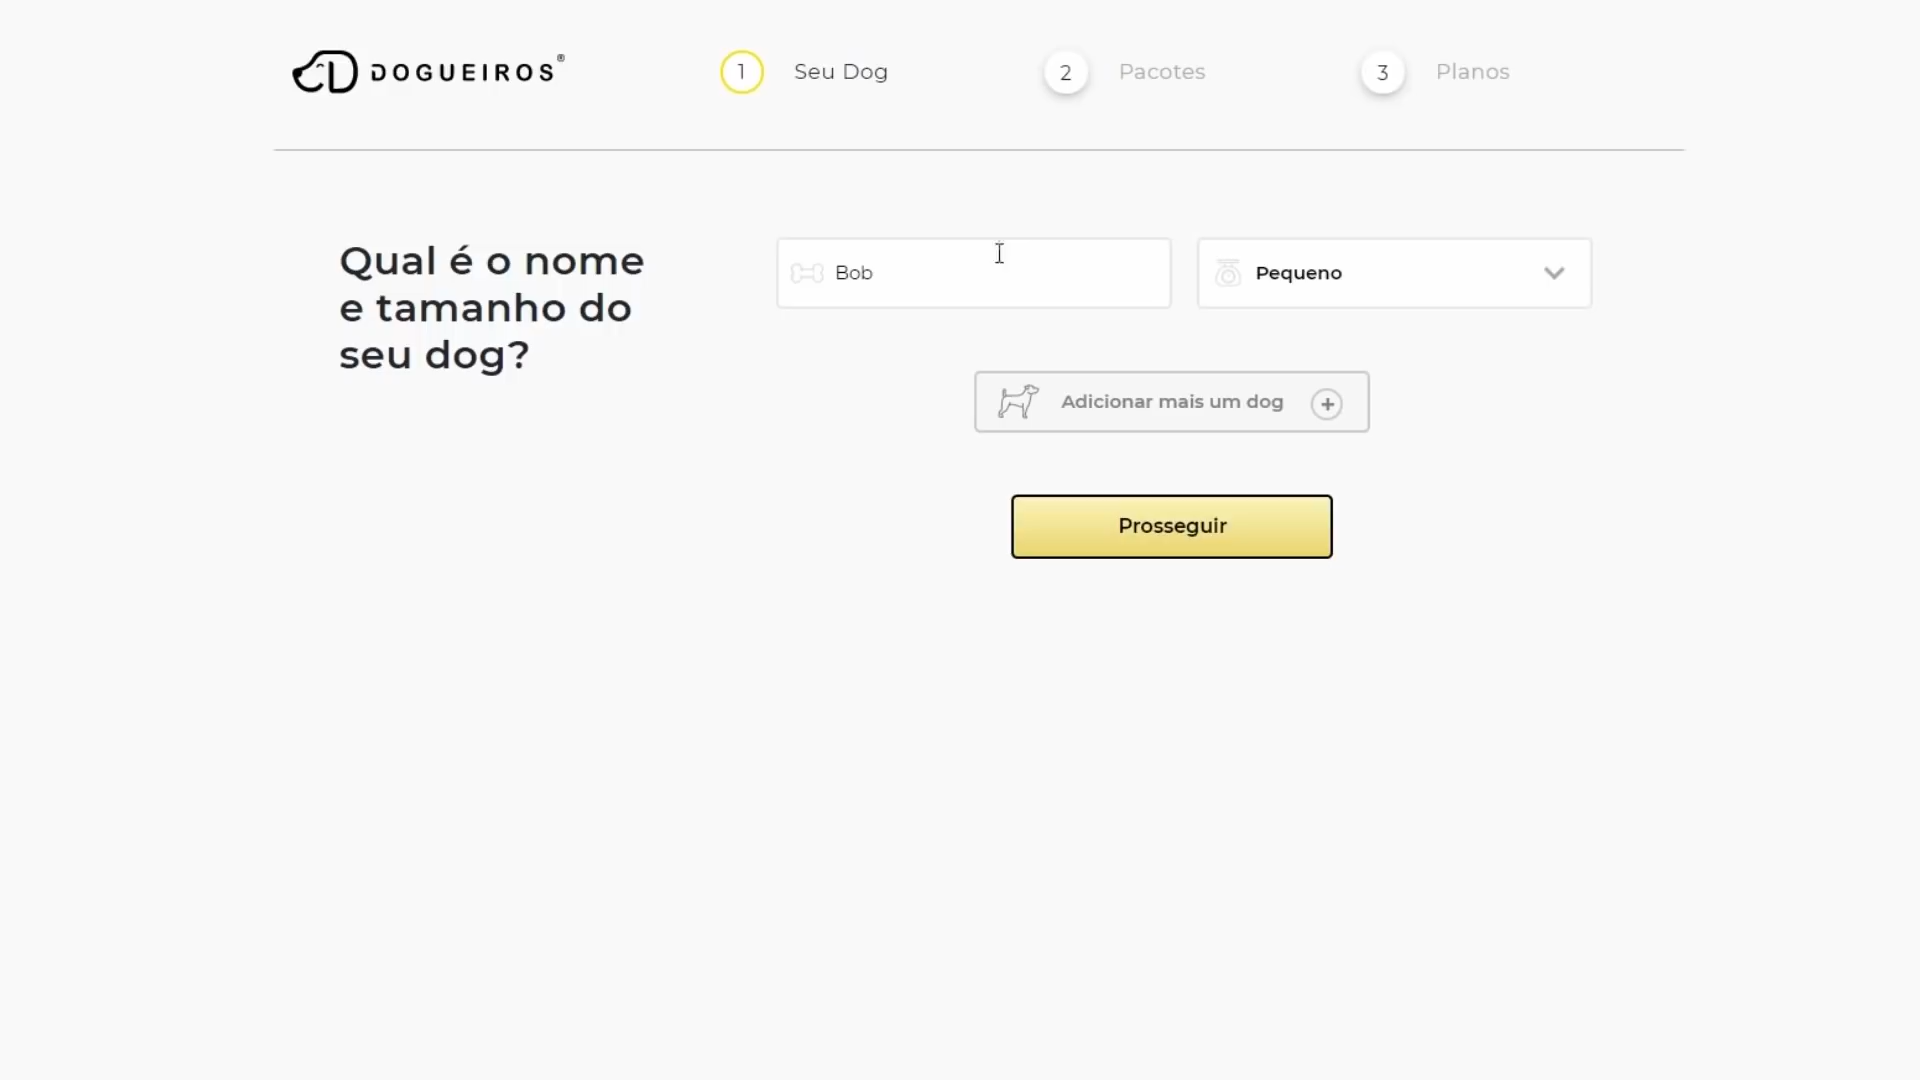 DOGUEIROS®
1 Seu Dog
2 Pacotes
3 Planos
Qual é o nome
e tamanho do
seu dog?
Bob
Pequeno
Adicionar mais um dog +
Prosseguir